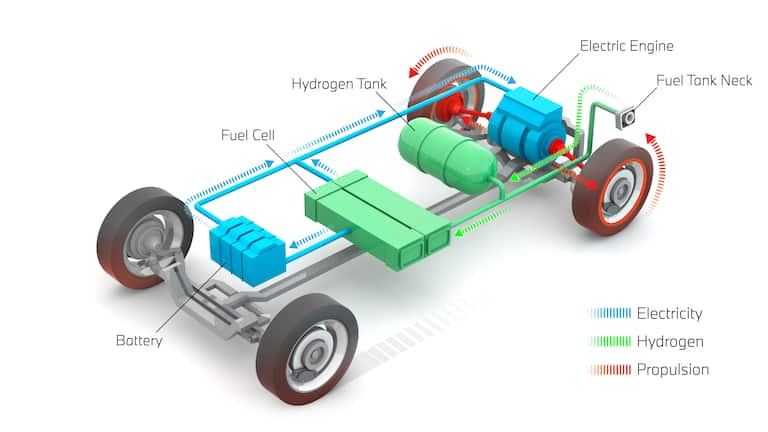 Electric Engine
Hydrogen Tank
Fuel Tank Neck
Fuel Cell
Battery
Electricity
Hydrogen
Propulsion